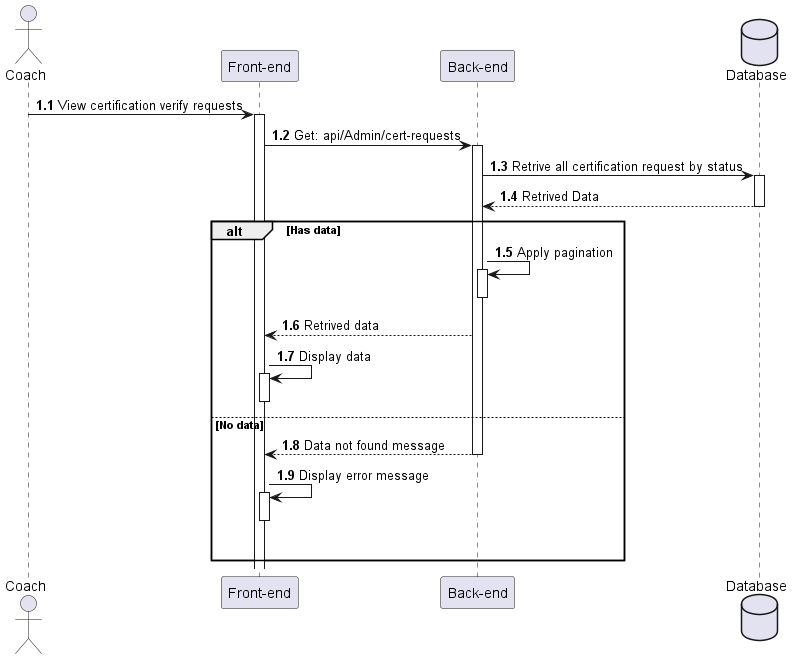 Coach
Front-end
Back-end
Database
1.1 View certification verify requests
1.2 Get: api/Admin/cert-requests
1.3 Retrive all certification request by status
1.4 Retrived Data
alt
[Has data]
1.5 Apply pagination
1.6 Retrived data
1.7 Display data
[No data]
1.8 Data not found message
1.9 Display error message
Coach
Front-end
Back-end
Database